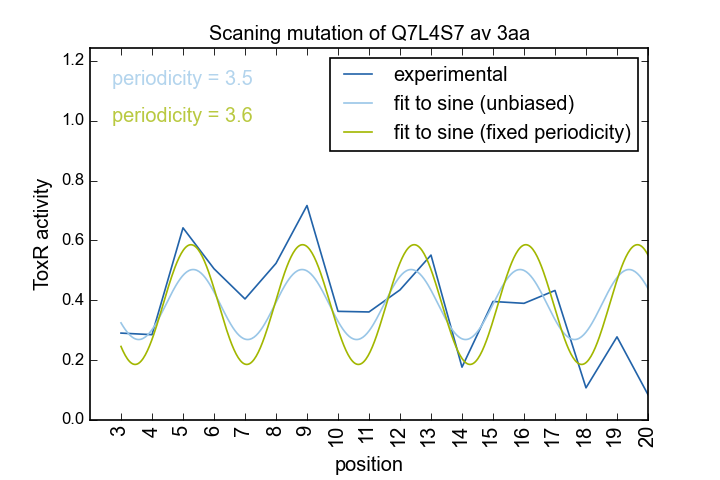 Scaning mutation of Q7L4S7 av 3aa
periodicity = 3.5
periodicity = 3.6
experimental
fit to sine (unbiased)
fit to sine (fixed periodicity)
ToxR activity
1.2
1.0
0.8
0.6
0.4
0.2
0.0
3 4 5 6 7 8 9 10 11 12 13 14 15 16 17 18 19 20
position